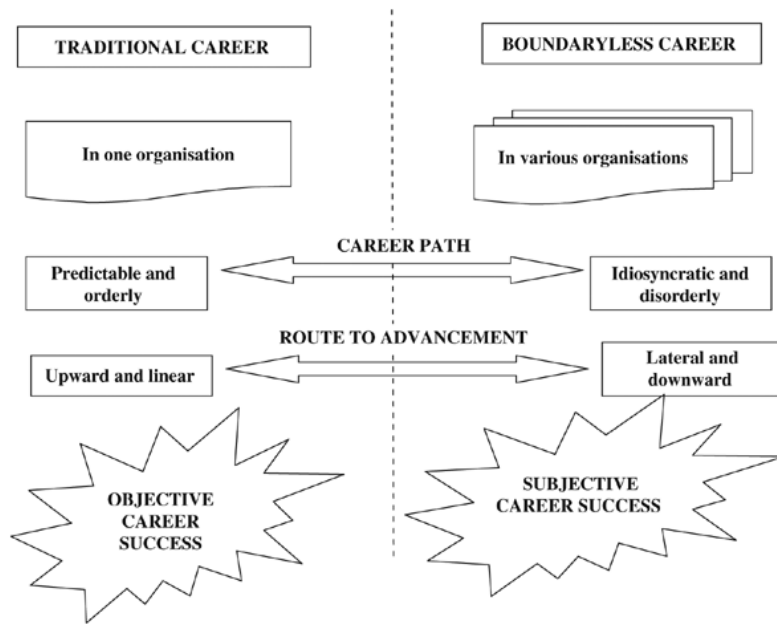 TRADITIONAL CAREER
BOUNDARYLESS CAREER
In one organisation
In various organisations
CAREER PATH
Predictable and
orderly
Idiosyncratic and
disorderly
ROUTE TO ADVANCEMENT
Upward and linear
Lateral and
downward
OBJECTIVE
CAREER
SUCCESS
SUBJECTIVE
CAREER SUCCESS